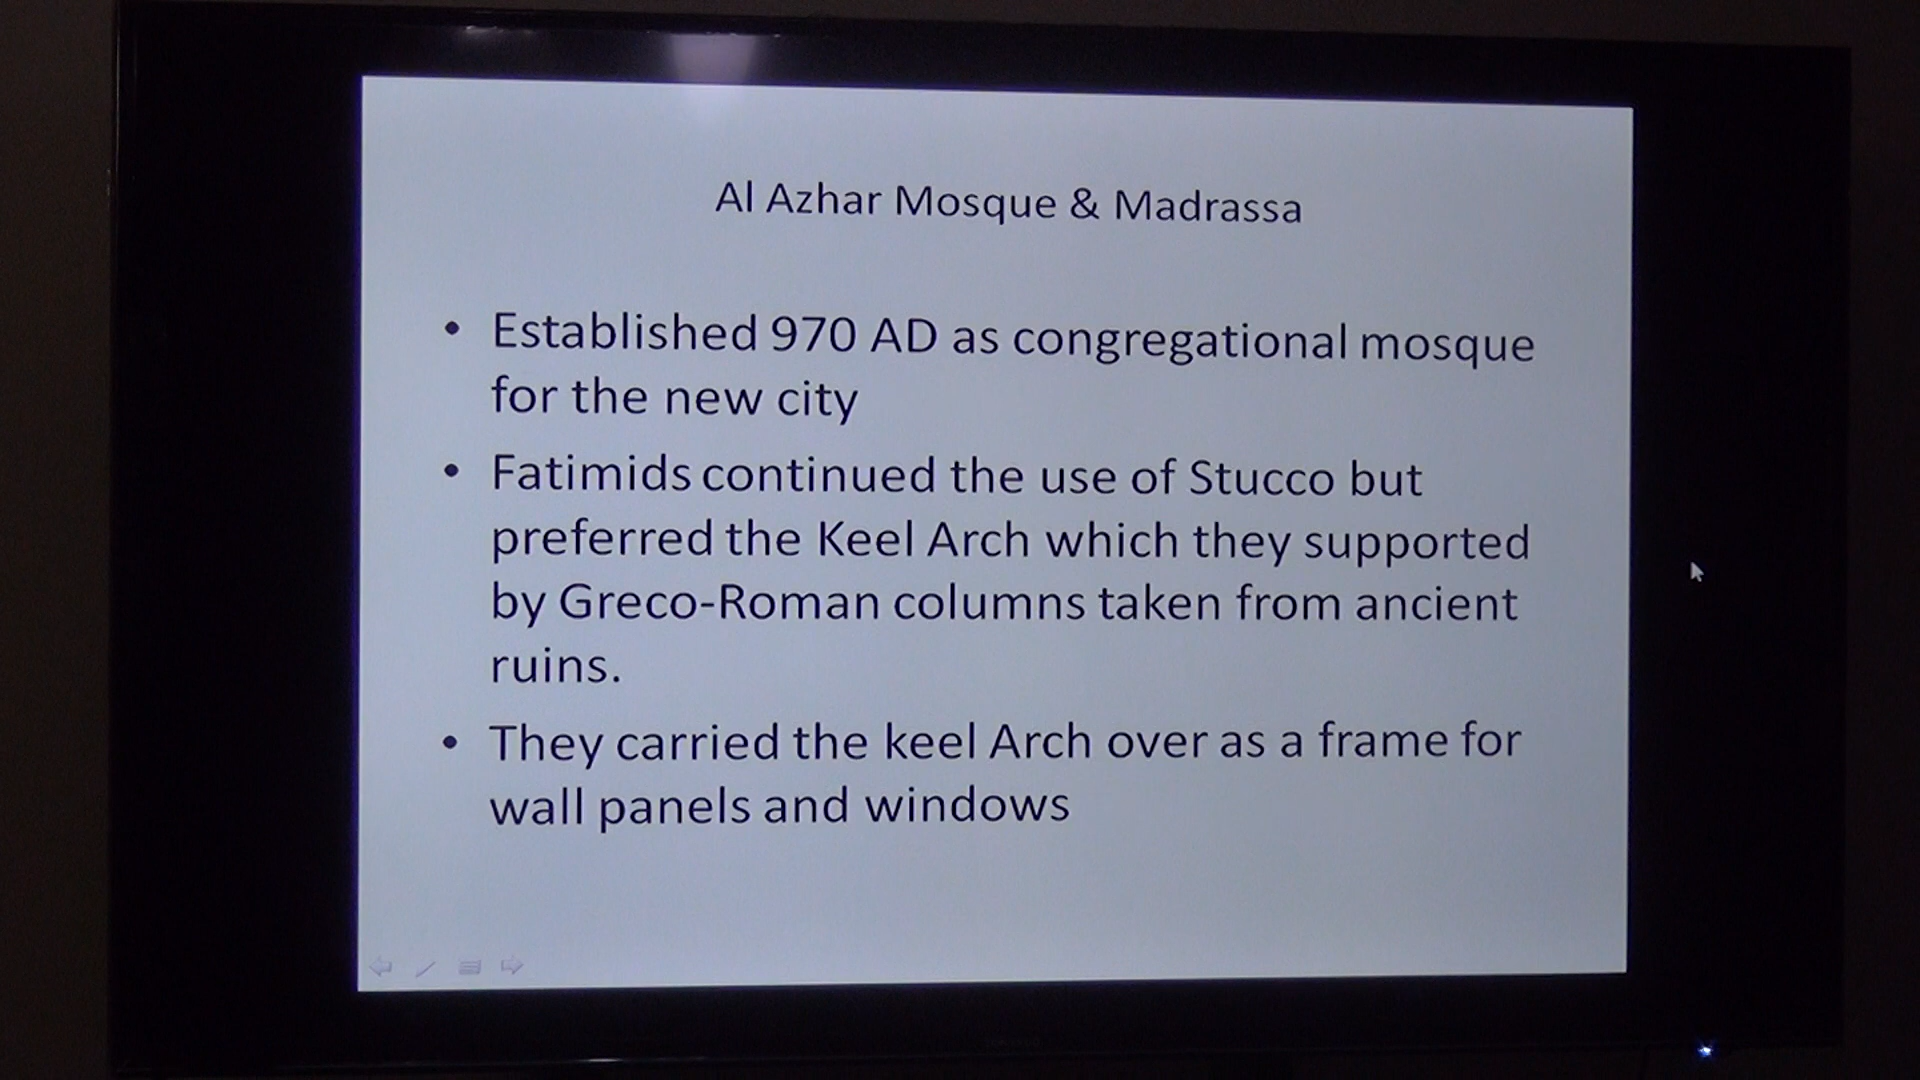 Al Azhar Mosque & Madrassa
• Established 970 AD as congregational mosque
for the new city
• Fatimids continued the use of Stucco but
preferred the Keel Arch which they supported
by Greco-Roman columns taken from ancient
ruins.
• They carried the keel Arch over as a frame for
wall panels and windows